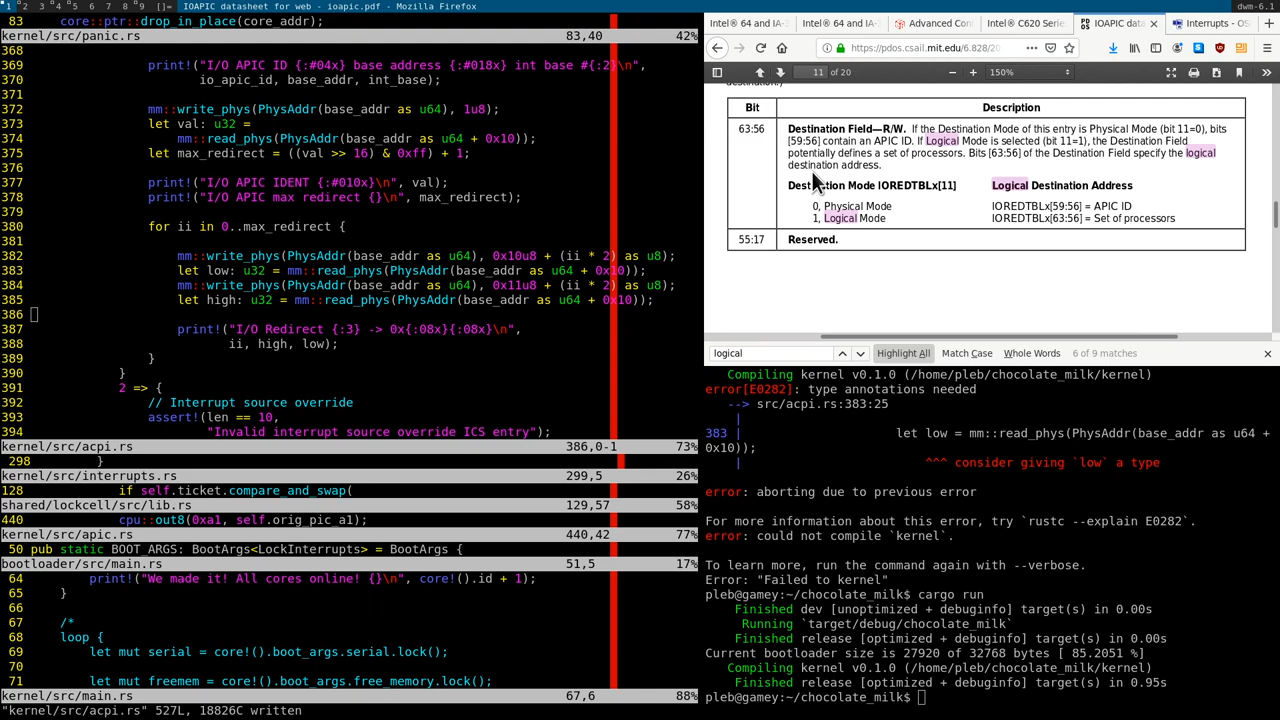 1 2 3 4 5 6 7 8 9 []= IOAPIC datasheet for web - ioapic.pdf - Mozilla Firefox dwm-6.1
83 core::ptr::drop_in_place(core_addr);
kernel/src/panic.rs 83,40 42%
368
369 print!("I/O APIC ID {:#04x} base address {:#018x} int base #{:2}\n",
370 io_apic_id, base_addr, int_base);
371
372 mm::write_phys(PhysAddr(base_addr as u64), 1u8);
373 let val: u32 =
374 mm::read_phys(PhysAddr(base_addr as u64 + 0x10));
375 let max_redirect = ((val >> 16) & 0xff) + 1;
376
377 print!("I/O APIC IDENT {:#010x}\n", val);
378 print!("I/O APIC max redirect {}\n", max_redirect);
379
380 for ii in 0..max_redirect {
381
382 mm::write_phys(PhysAddr(base_addr as u64), 0x10u8 + (ii * 2) as u8);
383 let low: u32 = mm::read_phys(PhysAddr(base_addr as u64 + 0x10));
384 mm::write_phys(PhysAddr(base_addr as u64), 0x11u8 + (ii * 2) as u8);
385 let high: u32 = mm::read_phys(PhysAddr(base_addr as u64 + 0x10));
386
387 print!("I/O Redirect {:3} -> 0x{:08x}{:08x}\n",
388 ii, high, low);
389 }
390 }
391 2 => {
392 // Interrupt source override
393 assert!(len == 10,
394 "Invalid interrupt source override ICS entry");
kernel/src/acpi.rs 386,0-1 73%
298 }
kernel/src/interrupts.rs 299,5 26%
128 if self.ticket.compare_and_swap(
shared/lockcell/src/lib.rs 129,57 58%
440 cpu::out8(0xa1, self.orig_pic_a1);
kernel/src/apic.rs 440,42 77%
50 pub static BOOT_ARGS: BootArgs<LockInterrupts> = BootArgs {
bootloader/src/main.rs 51,5 17%
64 print!("We made it! All cores online! {}\n", core!().id + 1);
65 }
66
67 /*
68 loop {
69 let mut serial = core!().boot_args.serial.lock();
70
71 let mut freemem = core!().boot_args.free_memory.lock();
kernel/src/main.rs 67,6 88%
"kernel/src/acpi.rs" 527L, 18826C written
Intel® 64 and IA-3 Intel® 64 and IA-3 Advanced Con Intel® C620 Serie IOAPIC dat Interrupts - OS
https://pdos.csail.mit.edu/6.828/20
11 of 20 150%
destination.)
Bit Description
63:56 Destination Field—R/W. If the Destination Mode of this entry is Physical Mode (bit 11=0), bits
[59:56] contain an APIC ID. If Logical Mode is selected (bit 11=1), the Destination Field
potentially defines a set of processors. Bits [63:56] of the Destination Field specify the logical
destination address.
Destination Mode IOREDTBLx[11] Logical Destination Address
0, Physical Mode IOREDTBLx[59:56] = APIC ID
1, Logical Mode IOREDTBLx[63:56] = Set of processors
55:17 Reserved.
logical Highlight All Match Case Whole Words 6 of 9 matches
Compiling kernel v0.1.0 (/home/pleb/chocolate_milk/kernel)
error[E0282]: type annotations needed
--> src/acpi.rs:383:25
|
383 | let low = mm::read_phys(PhysAddr(base_addr as u64 +
0x10));
| ^^^ consider giving `low` a type
error: aborting due to previous error
For more information about this error, try `rustc --explain E0282`.
error: could not compile `kernel`.
To learn more, run the command again with --verbose.
Error: "Failed to kernel"
pleb@gamey:~/chocolate_milk$ cargo run
Finished dev [unoptimized + debuginfo] target(s) in 0.00s
Running `target/debug/chocolate_milk`
Finished release [optimized + debuginfo] target(s) in 0.00s
Current bootloader size is 27920 of 32768 bytes [ 85.2051 %]
Compiling kernel v0.1.0 (/home/pleb/chocolate_milk/kernel)
Finished release [optimized + debuginfo] target(s) in 0.95s
pleb@gamey:~/chocolate_milk$